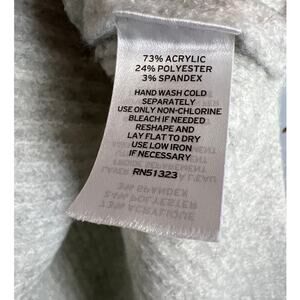 73% ACRYLIC
24% POLYESTER
3% SPANDEX
HAND WASH COLD
SEPARATELY
USE ONLY NON-CHLORINE
BLEACH IF NEEDED
RESHAPE AND
LAY FLAT TO DRY
USE LOW IRON
IF NECESSARY
RN51323